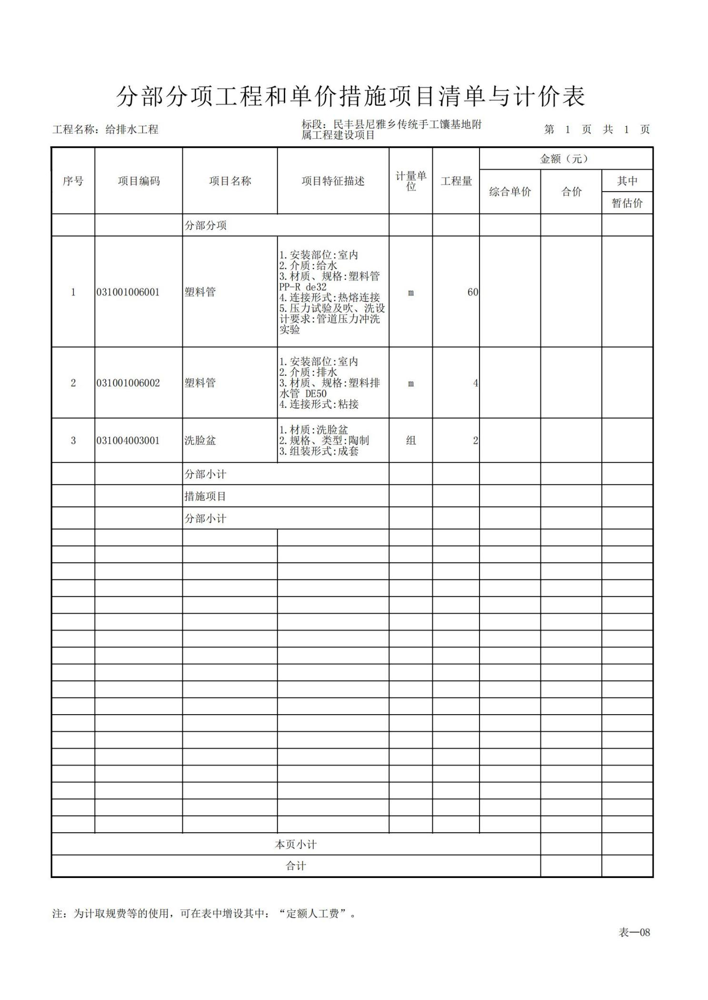 分部分项工程和单价措施项目清单与计价表
工程名称：给排水工程
标段：民丰县尼雅乡传统手工馕基地附
属工程建设项目
第 1 页 共 1 页
序号
项目编码
项目名称
项目特征描述
计量单
位
工程量
金额（元）
综合单价
合价
其中
暂估价
分部分项
1
031001006001
塑料管
1.安装部位:室内
2.介质:给水
3.材质、规格:塑料管
PP-R de32
4.连接形式:热熔连接
5.压力试验及吹、洗设
计要求:管道压力冲洗
实验
m
60
2
031001006002
塑料管
1.安装部位:室内
2.介质:排水
3.材质、规格:塑料排
水管 DE50
4.连接形式:粘接
m
4
3
031004003001
洗脸盆
1.材质:洗脸盆
2.规格、类型:陶制
3.组装形式:成套
组
2
分部小计
措施项目
分部小计
本页小计
合计
注：为计取规费等的使用，可在表中增设其中：“定额人工费”。
表—08